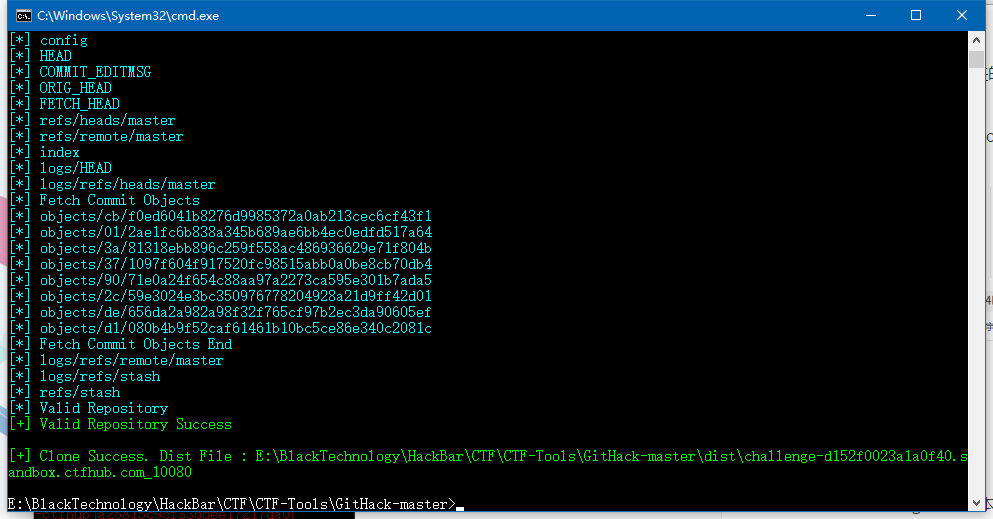 C:\Windows\System32\cmd.exe
[*] config
[*] HEAD
[*] COMMIT_EDITMSG
[*] ORIG_HEAD
[*] FETCH_HEAD
[*] refs/heads/master
[*] refs/remote/master
[*] index
[*] logs/HEAD
[*] logs/refs/heads/master
[*] Fetch Commit Objects
[*] objects/cb/f0ed6041b8276d9985372a0ab213cec6cf43f1
[*] objects/01/2ae1fc6b838a345b689ae6bb4ec0edfd517a64
[*] objects/3a/81318ebb896c259f558ac486936629e71f804b
[*] objects/37/1097f604f917520fc98515abb0a0be8cb70db4
[*] objects/90/71e0a24f654c88aa97a2273ca595e301b7ada5
[*] objects/2c/59e3024e3bc350976778204928a21d9ff42d01
[*] objects/de/656da2a982a98f32f765cf97b2ec3da90605ef
[*] objects/d1/080b4b9f52caf61461b10bc5ce86e340c2081c
[*] Fetch Commit Objects End
[*] logs/refs/remote/master
[*] logs/refs/stash
[*] refs/stash
[*] Valid Repository
[+] Valid Repository Success
[+] Clone Success. Dist File : E:\BlackTechnology\HackBar\CTF\CTF-Tools\GitHack-master\dist\challenge-d152f0023a1a0f40.s
andbox.ctfhub.com_10080
E:\BlackTechnology\HackBar\CTF\CTF-Tools\GitHack-master>